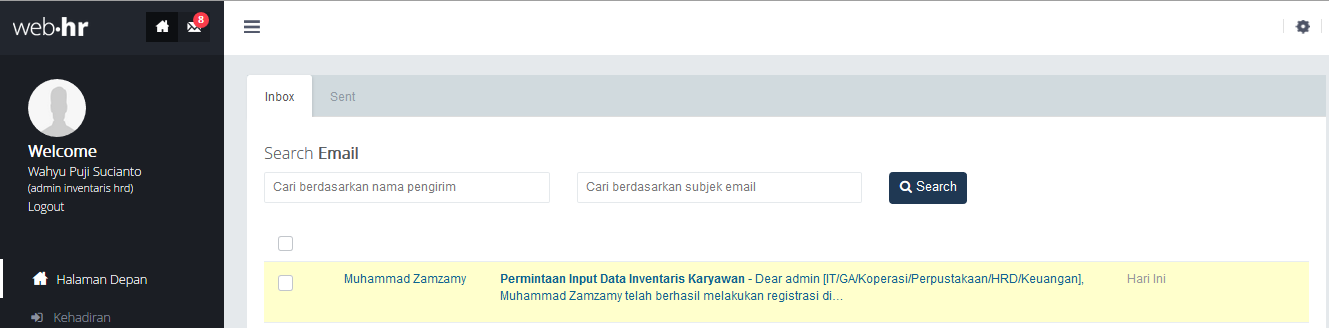 web•hr
8
Welcome
Wahyu Puji Sucianto
(admin inventaris hrd)
Logout
Halaman Depan
Kehadiran
Inbox
Sent
Search Email
Cari berdasarkan nama pengirim
Cari berdasarkan subjek email
Search
Muhammad Zamzamy
Permintaan Input Data Inventaris Karyawan - Dear admin [IT/GA/Koperasi/Perpustakaan/HRD/Keuangan],
Muhammad Zamzamy telah berhasil melakukan registrasi di...
Hari Ini